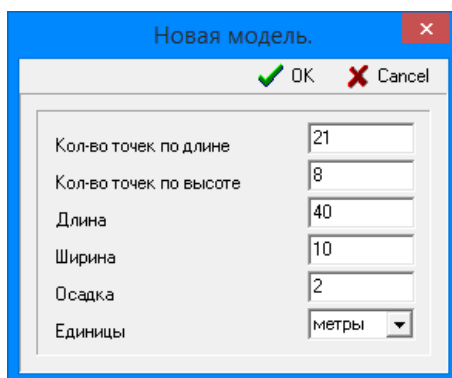 Новая модель.
OK Cancel
Кол-во точек по длине 21
Кол-во точек по высоте 8
Длина 40
Ширина 10
Осадка 2
Единицы метры